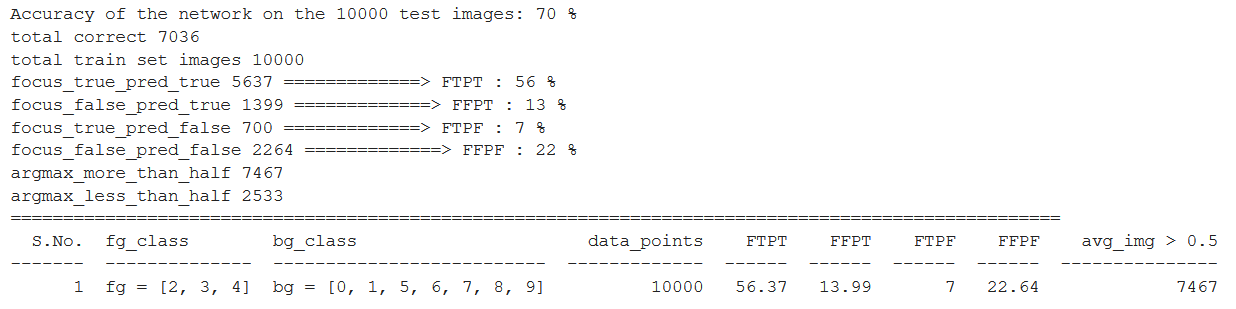 Accuracy of the network on the 10000 test images: 70 %
total correct 7036
total train set images 10000
focus_true_pred_true 5637 =============> FTPT : 56 %
focus_false_pred_true 1399 =============> FFPT : 13 %
focus_true_pred_false 700 =============> FTPF : 7 %
focus_false_pred_false 2264 =============> FFPF : 22 %
argmax_more_than_half 7467
argmax_less_than_half 2533
====================================================================================================
  S.No.  fg_class        bg_class                      data_points    FTPT    FFPT    FTPF    FFPF    avg_img > 0.5
-------  --------------  --------------------------  -------------  ------  ------  ------  ------  ---------------
      1  fg = [2, 3, 4]  bg = [0, 1, 5, 6, 7, 8, 9]          10000   56.37   13.99       7   22.64             7467